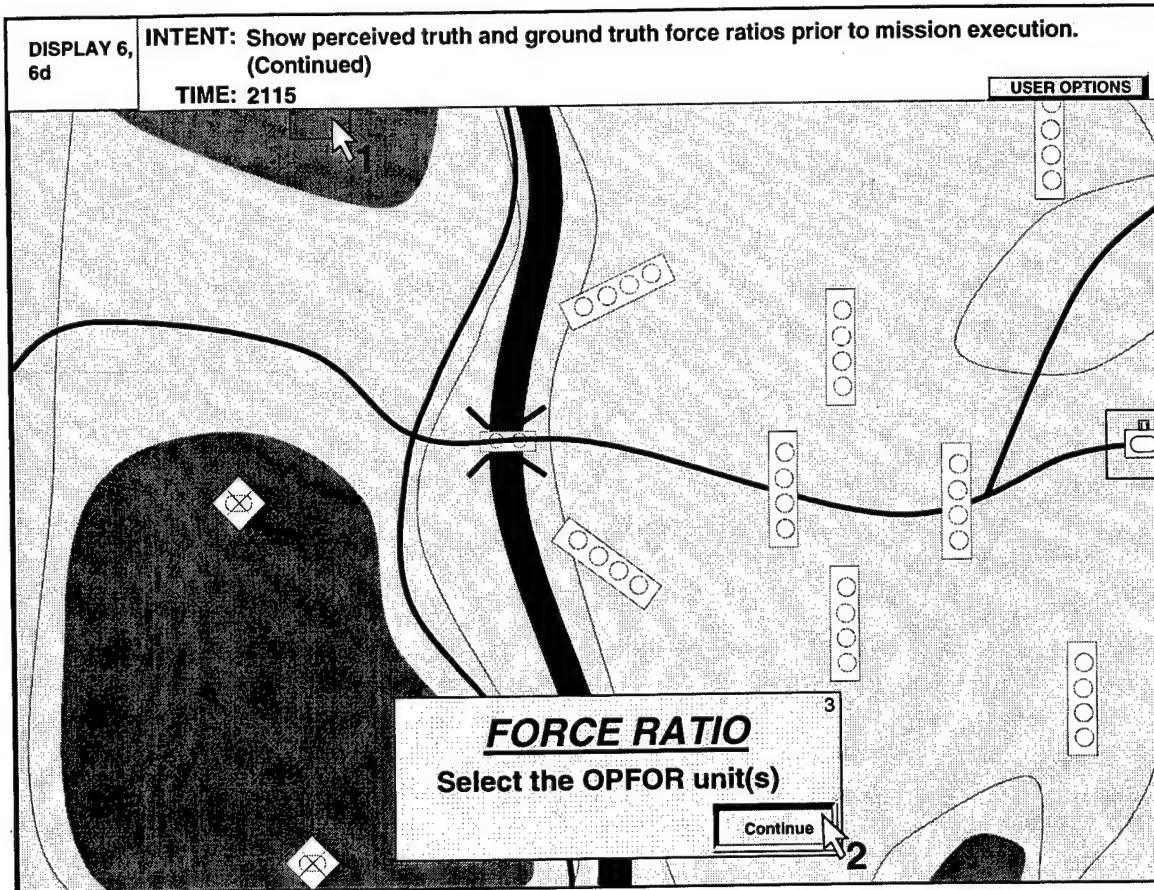 DISPLAY 6,
6d
INTENT: Show perceived truth and ground truth force ratios prior to mission execution.
(Continued)
TIME: 2115
USER OPTIONS
1
3
FORCE RATIO
Select the OPFOR unit(s)
Continue
2